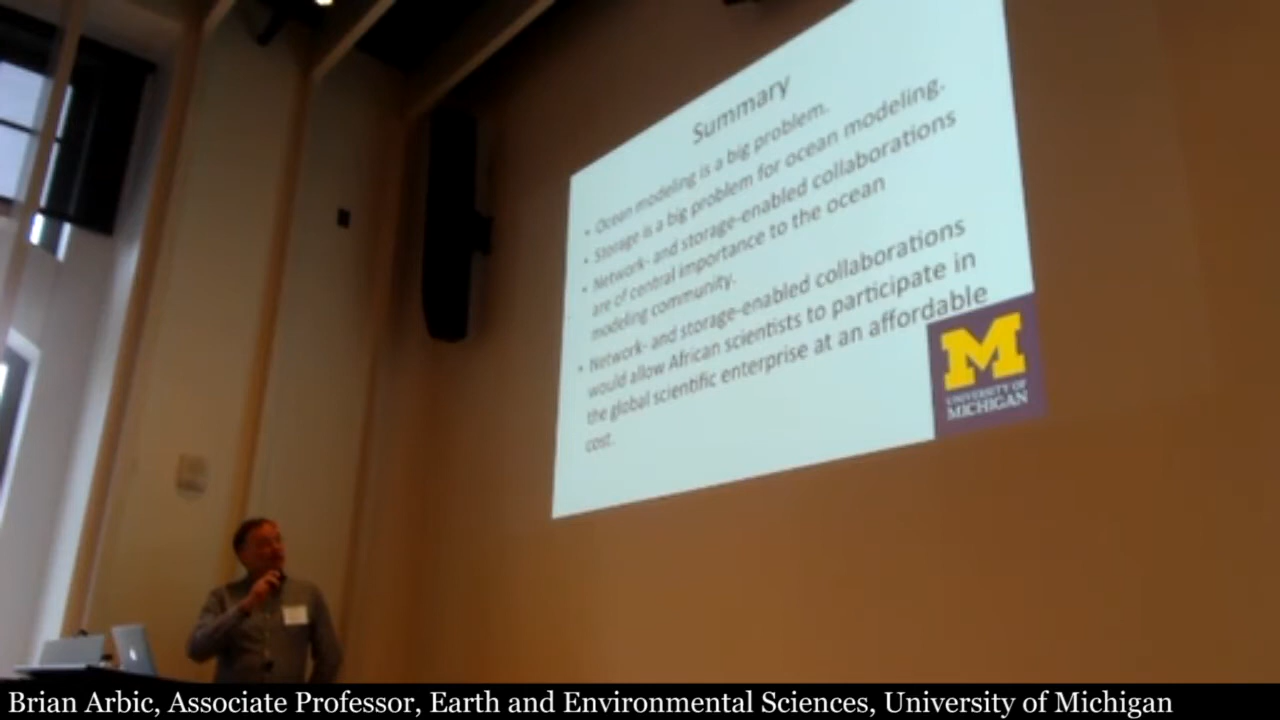 Summary
• Ocean modeling is a big problem.
• Storage is a big problem for ocean modeling.
• Network- and storage-enabled collaborations
are of central importance to the ocean
modeling community.
• Network- and storage-enabled collaborations
would allow African scientists to participate in
the global scientific enterprise at an affordable
cost.
M
UNIVERSITY OF
MICHIGAN
Brian Arbic, Associate Professor, Earth and Environmental Sciences, University of Michigan